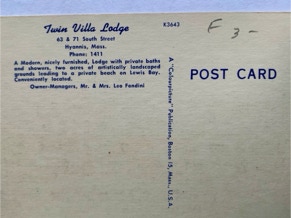 Twin Villa Lodge
63 & 71 South Street
Hyannis, Mass.
Phone: 1411
A Modern, nicely furnished, Lodge with private baths
and showers, two acres of artistically landscaped
grounds leading to a private beach on Lewis Bay.
Conveniently located.
Owner-Managers, Mr. & Mrs. Leo Fondini
K3643
F 3-
POST CARD
A "Colourpicture" Publication, Boston 15, Mass., U.S.A.